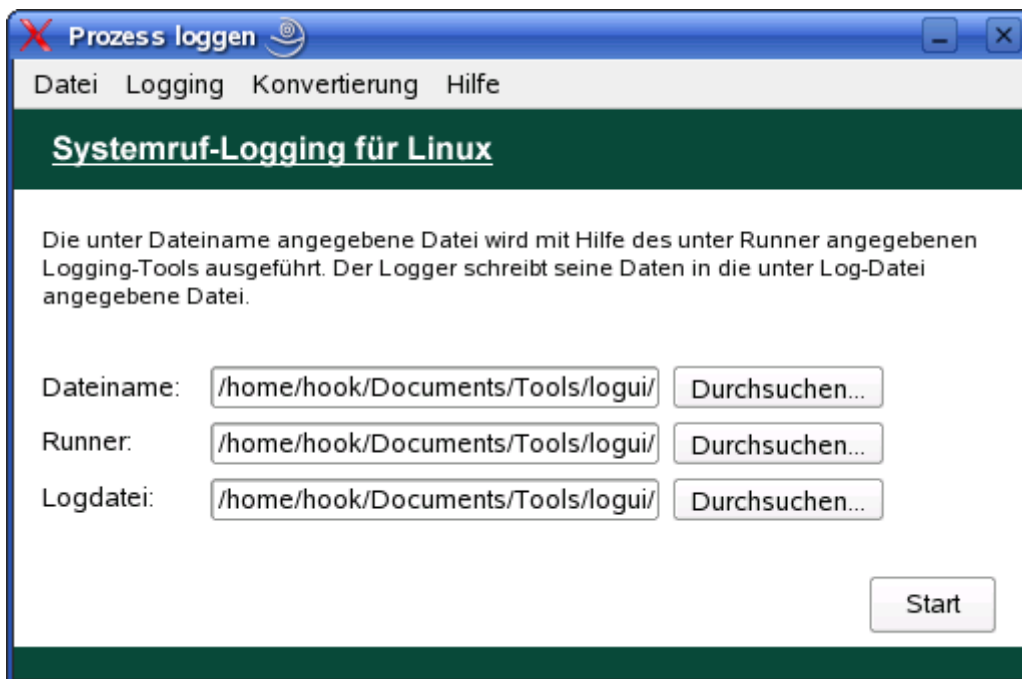 Prozess loggen
Datei Logging Konvertierung Hilfe
Systemruf-Logging für Linux
Die unter Dateiname angegebene Datei wird mit Hilfe des unter Runner angegebenen
Logging-Tools ausgeführt. Der Logger schreibt seine Daten in die unter Log-Datei
angegebene Datei.
Dateiname: /home/hook/Documents/Tools/logui/ Durchsuchen...
Runner: /home/hook/Documents/Tools/logui/ Durchsuchen...
Logdatei: /home/hook/Documents/Tools/logui/ Durchsuchen...
Start